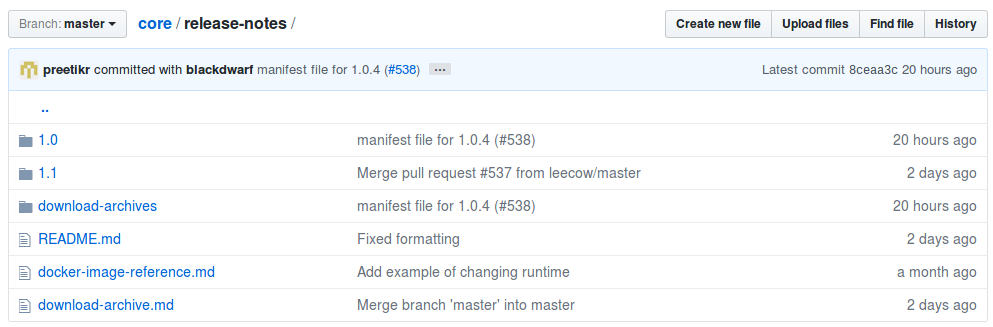 Branch: master core / release-notes / Create new file Upload files Find file History
preetikr committed with blackdwarf manifest file for 1.0.4 (#538) ... Latest commit 8ceaa3c 20 hours ago
..
1.0 manifest file for 1.0.4 (#538) 20 hours ago
1.1 Merge pull request #537 from leecow/master 2 days ago
download-archives manifest file for 1.0.4 (#538) 20 hours ago
README.md Fixed formatting 2 days ago
docker-image-reference.md Add example of changing runtime a month ago
download-archive.md Merge branch 'master' into master 2 days ago